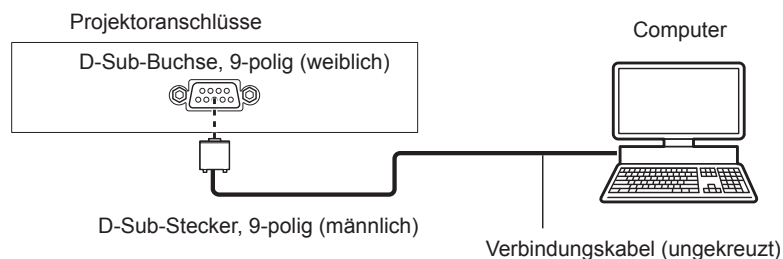 Projektoranschlüsse
Computer
D-Sub-Buchse, 9-polig (weiblich)
D-Sub-Stecker, 9-polig (männlich)
Verbindungskabel (ungekreuzt)